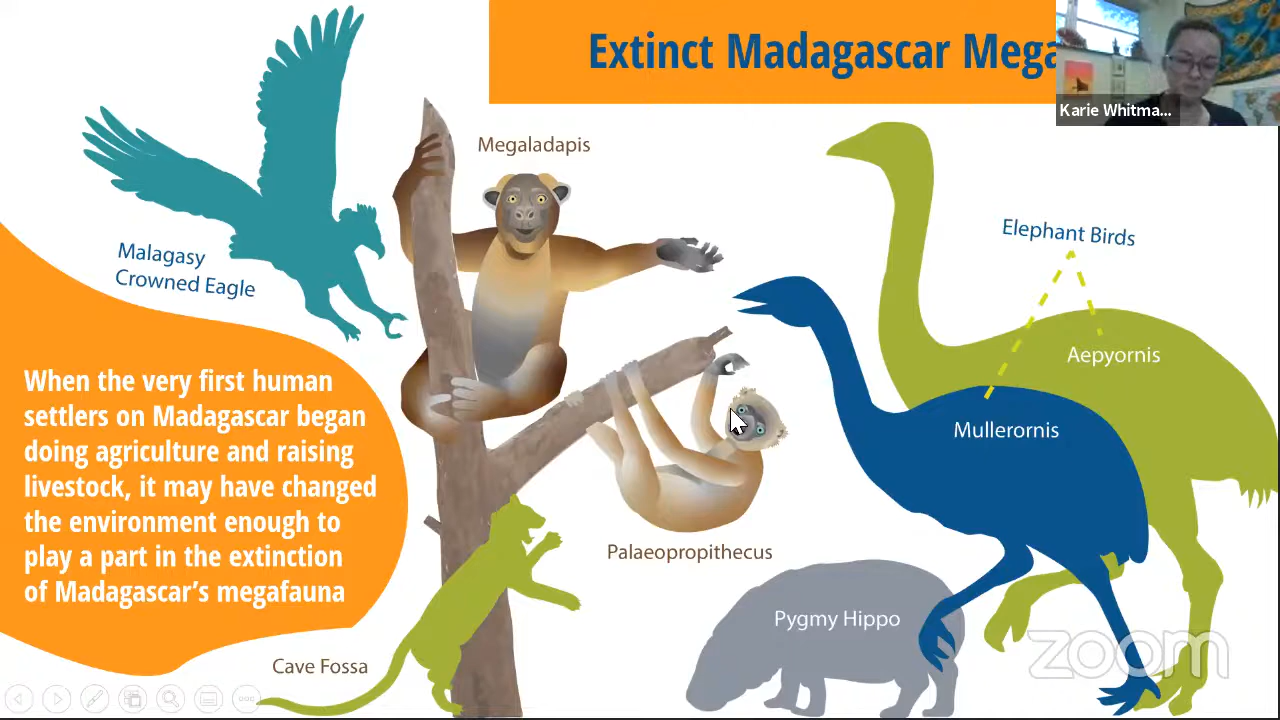 Extinct Madagascar Mega
Karie Whitma...
Megaladapis
Elephant Birds
Malagasy
Crowned Eagle
Aepyornis
Mullerornis
When the very first human
settlers on Madagascar began
doing agriculture and raising
livestock, it may have changed
the environment enough to
play a part in the extinction
of Madagascar's megafauna
Palaeopropithecus
Pygmy Hippo
Cave Fossa
zoom